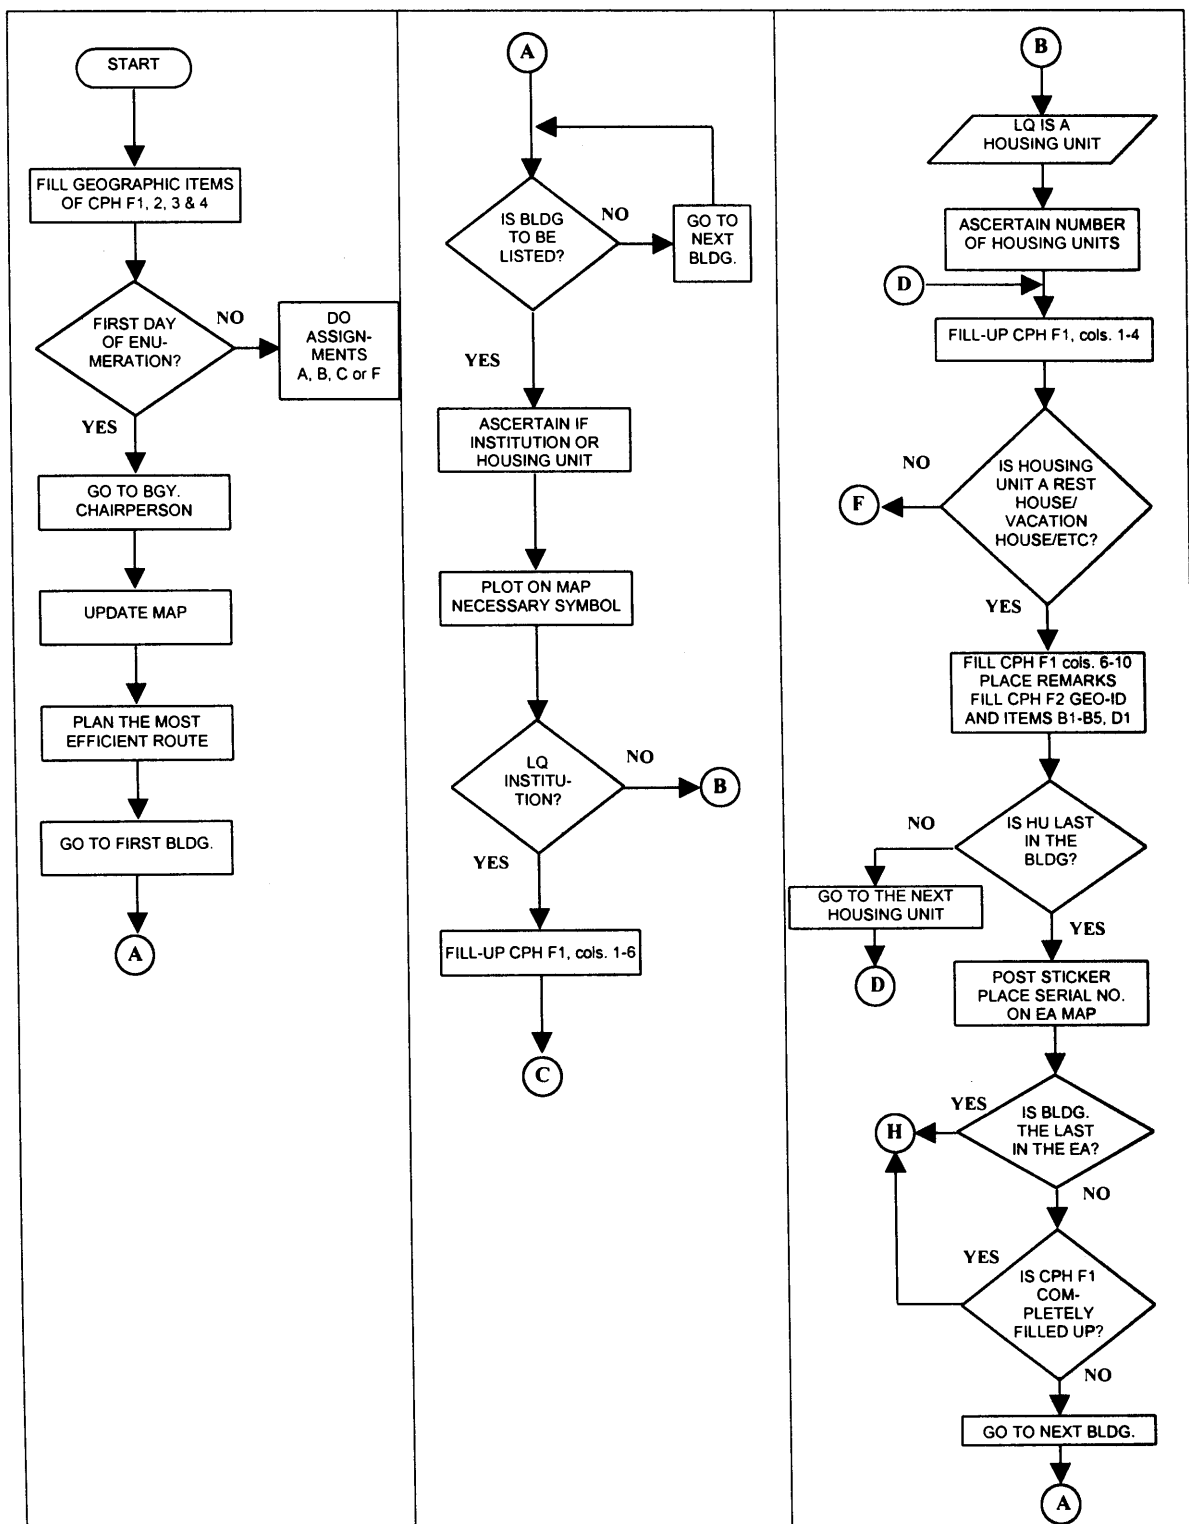 START
FILL GEOGRAPHIC ITEMS
OF CPH F1, 2, 3 & 4
FIRST DAY
OF ENU-
MERATION?
NO
DO
ASSIGN-
MENTS
A, B, C or F
YES
GO TO BGY.
CHAIRPERSON
UPDATE MAP
PLAN THE MOST
EFFICIENT ROUTE
GO TO FIRST BLDG.
A
A
IS BLDG
TO BE
LISTED?
NO
GO TO
NEXT
BLDG.
YES
ASCERTAIN IF
INSTITUTION OR
HOUSING UNIT
PLOT ON MAP
NECESSARY SYMBOL
LQ
INSTITU-
TION?
NO
B
YES
FILL-UP CPH F1, cols. 1-6
C
B
LQ IS A
HOUSING UNIT
ASCERTAIN NUMBER
OF HOUSING UNITS
D
FILL-UP CPH F1, cols. 1-4
IS HOUSING
UNIT A REST
HOUSE/
VACATION
HOUSE/ETC?
NO
F
YES
FILL CPH F1 cols. 6-10
PLACE REMARKS
FILL CPH F2 GEO-ID
AND ITEMS B1-B5, D1
IS HU LAST
IN THE
BLDG?
NO
GO TO THE NEXT
HOUSING UNIT
D
YES
POST STICKER
PLACE SERIAL NO.
ON EA MAP
IS BLDG.
THE LAST
IN THE EA?
YES
H
NO
IS CPH F1
COM-
PLETELY
FILLED UP?
YES
NO
GO TO NEXT BLDG.
A